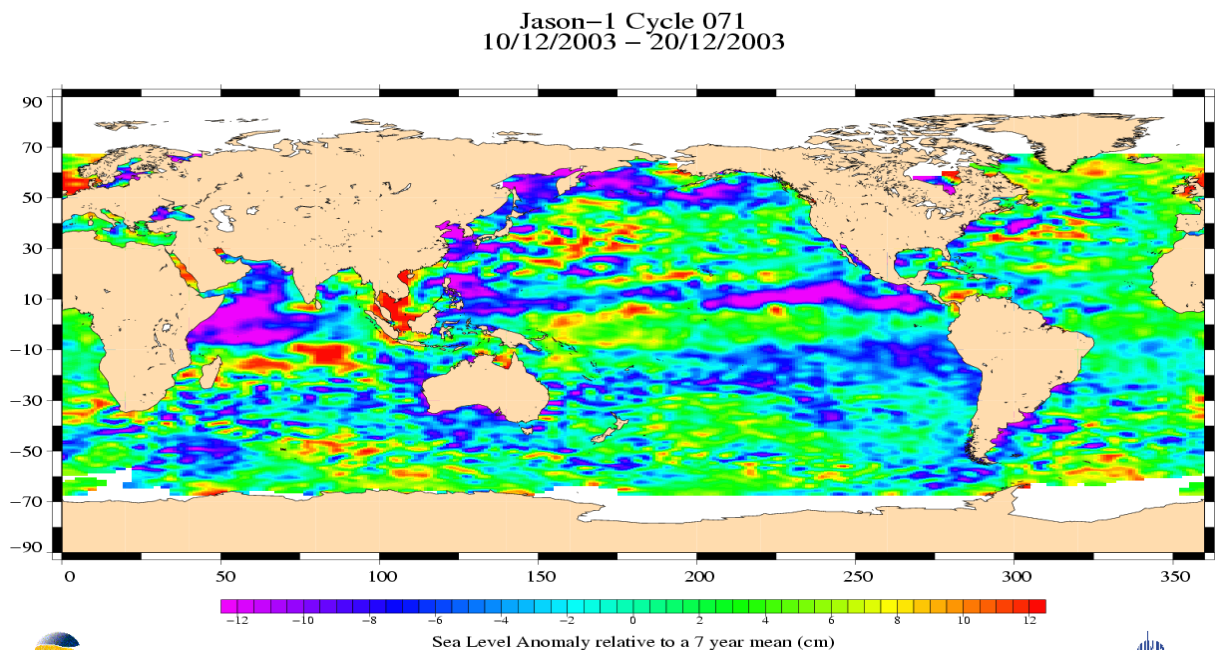 Jason−1 Cycle 071
10/12/2003 − 20/12/2003
90
70
50
30
10
−10
−30
−50
−70
−90
0 50 100 150 200 250 300 350
−12 −10 −8 −6 −4 −2 0 2 4 6 8 10 12
Sea Level Anomaly relative to a 7 year mean (cm)